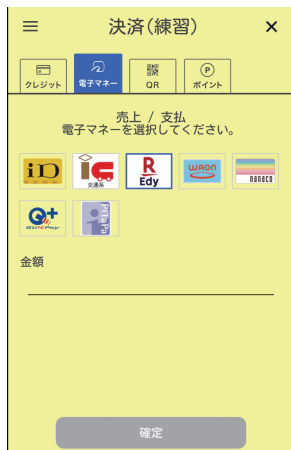 決済(練習)
クレジット
電子マネー
QR
ポイント
売上 / 支払
電子マネーを選択してください。
iD
交通系
R Edy
WAON
nanaco
QUICPay
PiTaPa
金額
確定